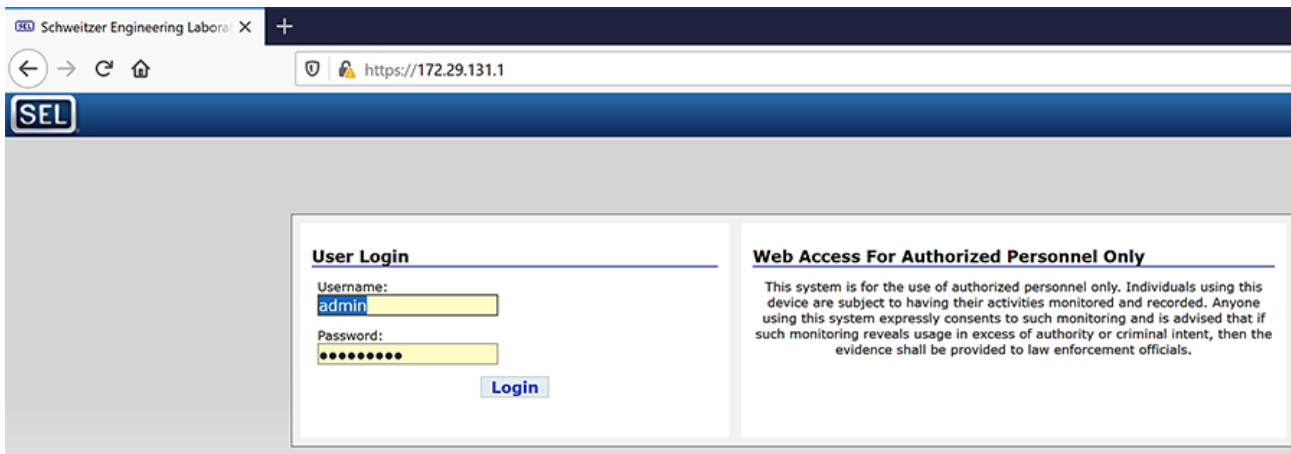 SEL Schweitzer Engineering Labora
https://172.29.131.1
SEL
User Login
Username:
admin
Password:
•••••••••
Login
Web Access For Authorized Personnel Only
This system is for the use of authorized personnel only. Individuals using this
device are subject to having their activities monitored and recorded. Anyone
using this system expressly consents to such monitoring and is advised that if
such monitoring reveals usage in excess of authority or criminal intent, then the
evidence shall be provided to law enforcement officials.